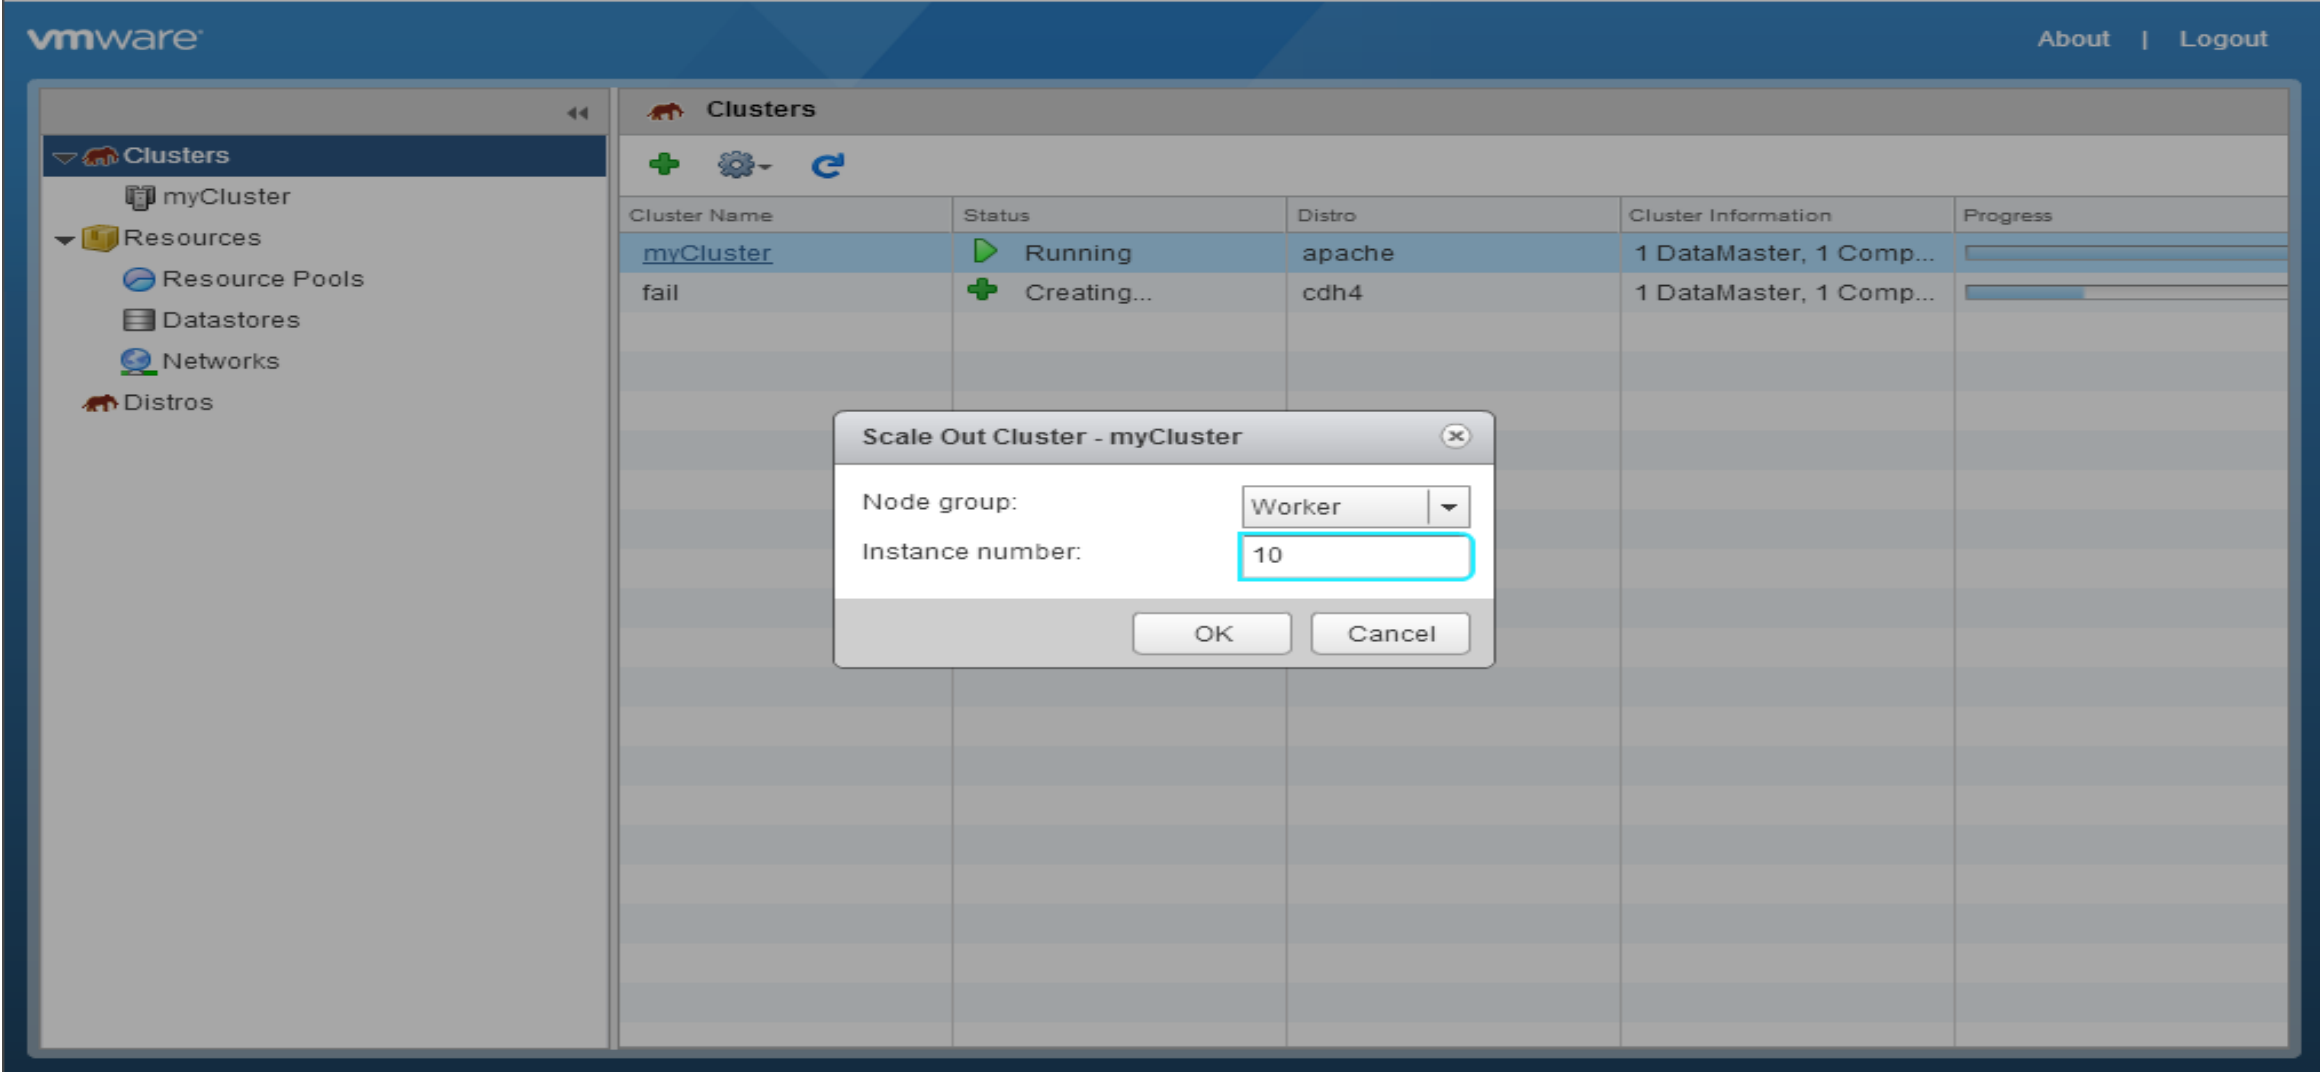 vmware
About | Logout
Clusters
myCluster
Resources
Resource Pools
Datastores
Networks
Distros
Clusters
Cluster Name Status Distro Cluster Information Progress
myCluster Running apache 1 DataMaster, 1 Comp...
fail Creating... cdh4 1 DataMaster, 1 Comp...
Scale Out Cluster - myCluster
Node group: Worker
Instance number: 10
OK Cancel